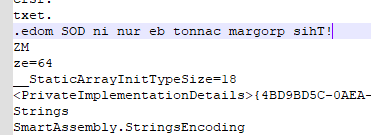 txet.
.edom SOD ni nur eb tonnac margorp sihT!
ZM
ze=64
__StaticArrayInitTypeSize=18
<PrivateImplementationDetails>{4BD9BD5C-0AEA-
Strings
SmartAssembly.StringsEncoding